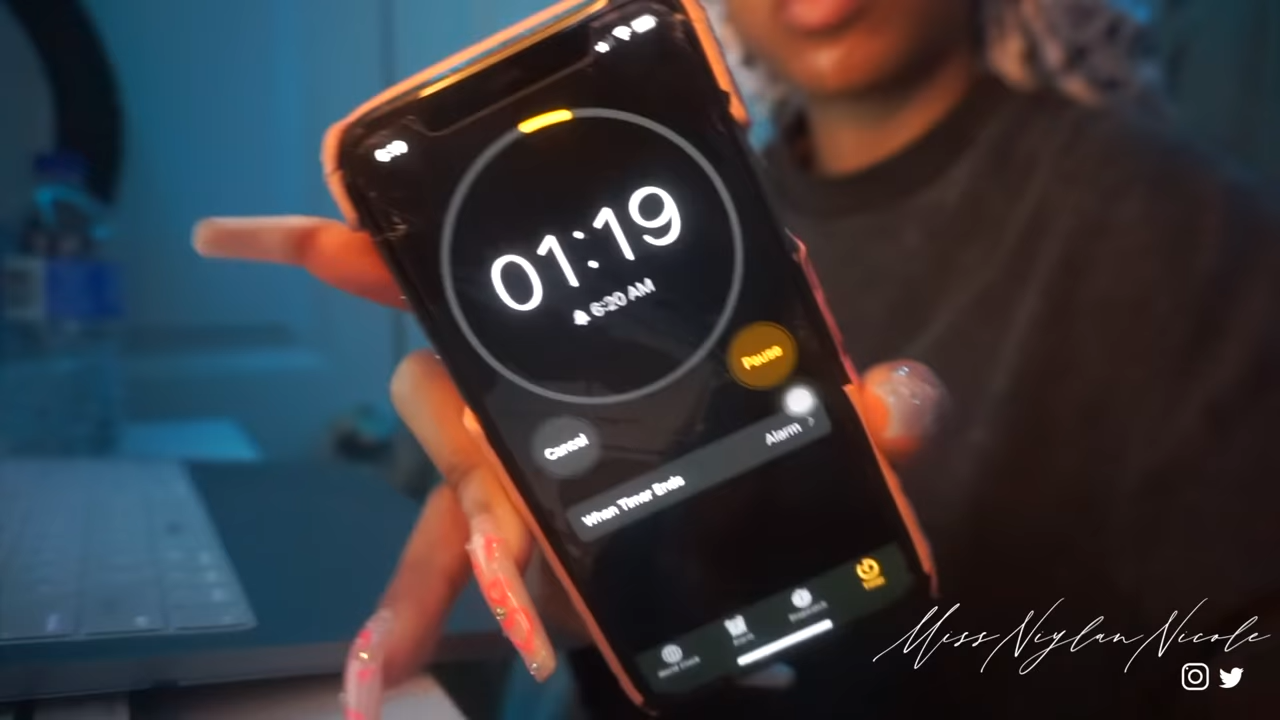 01:19
6:20 AM
Pause
Cancel
When Timer Ends
Alarm
MissNiylanNicole